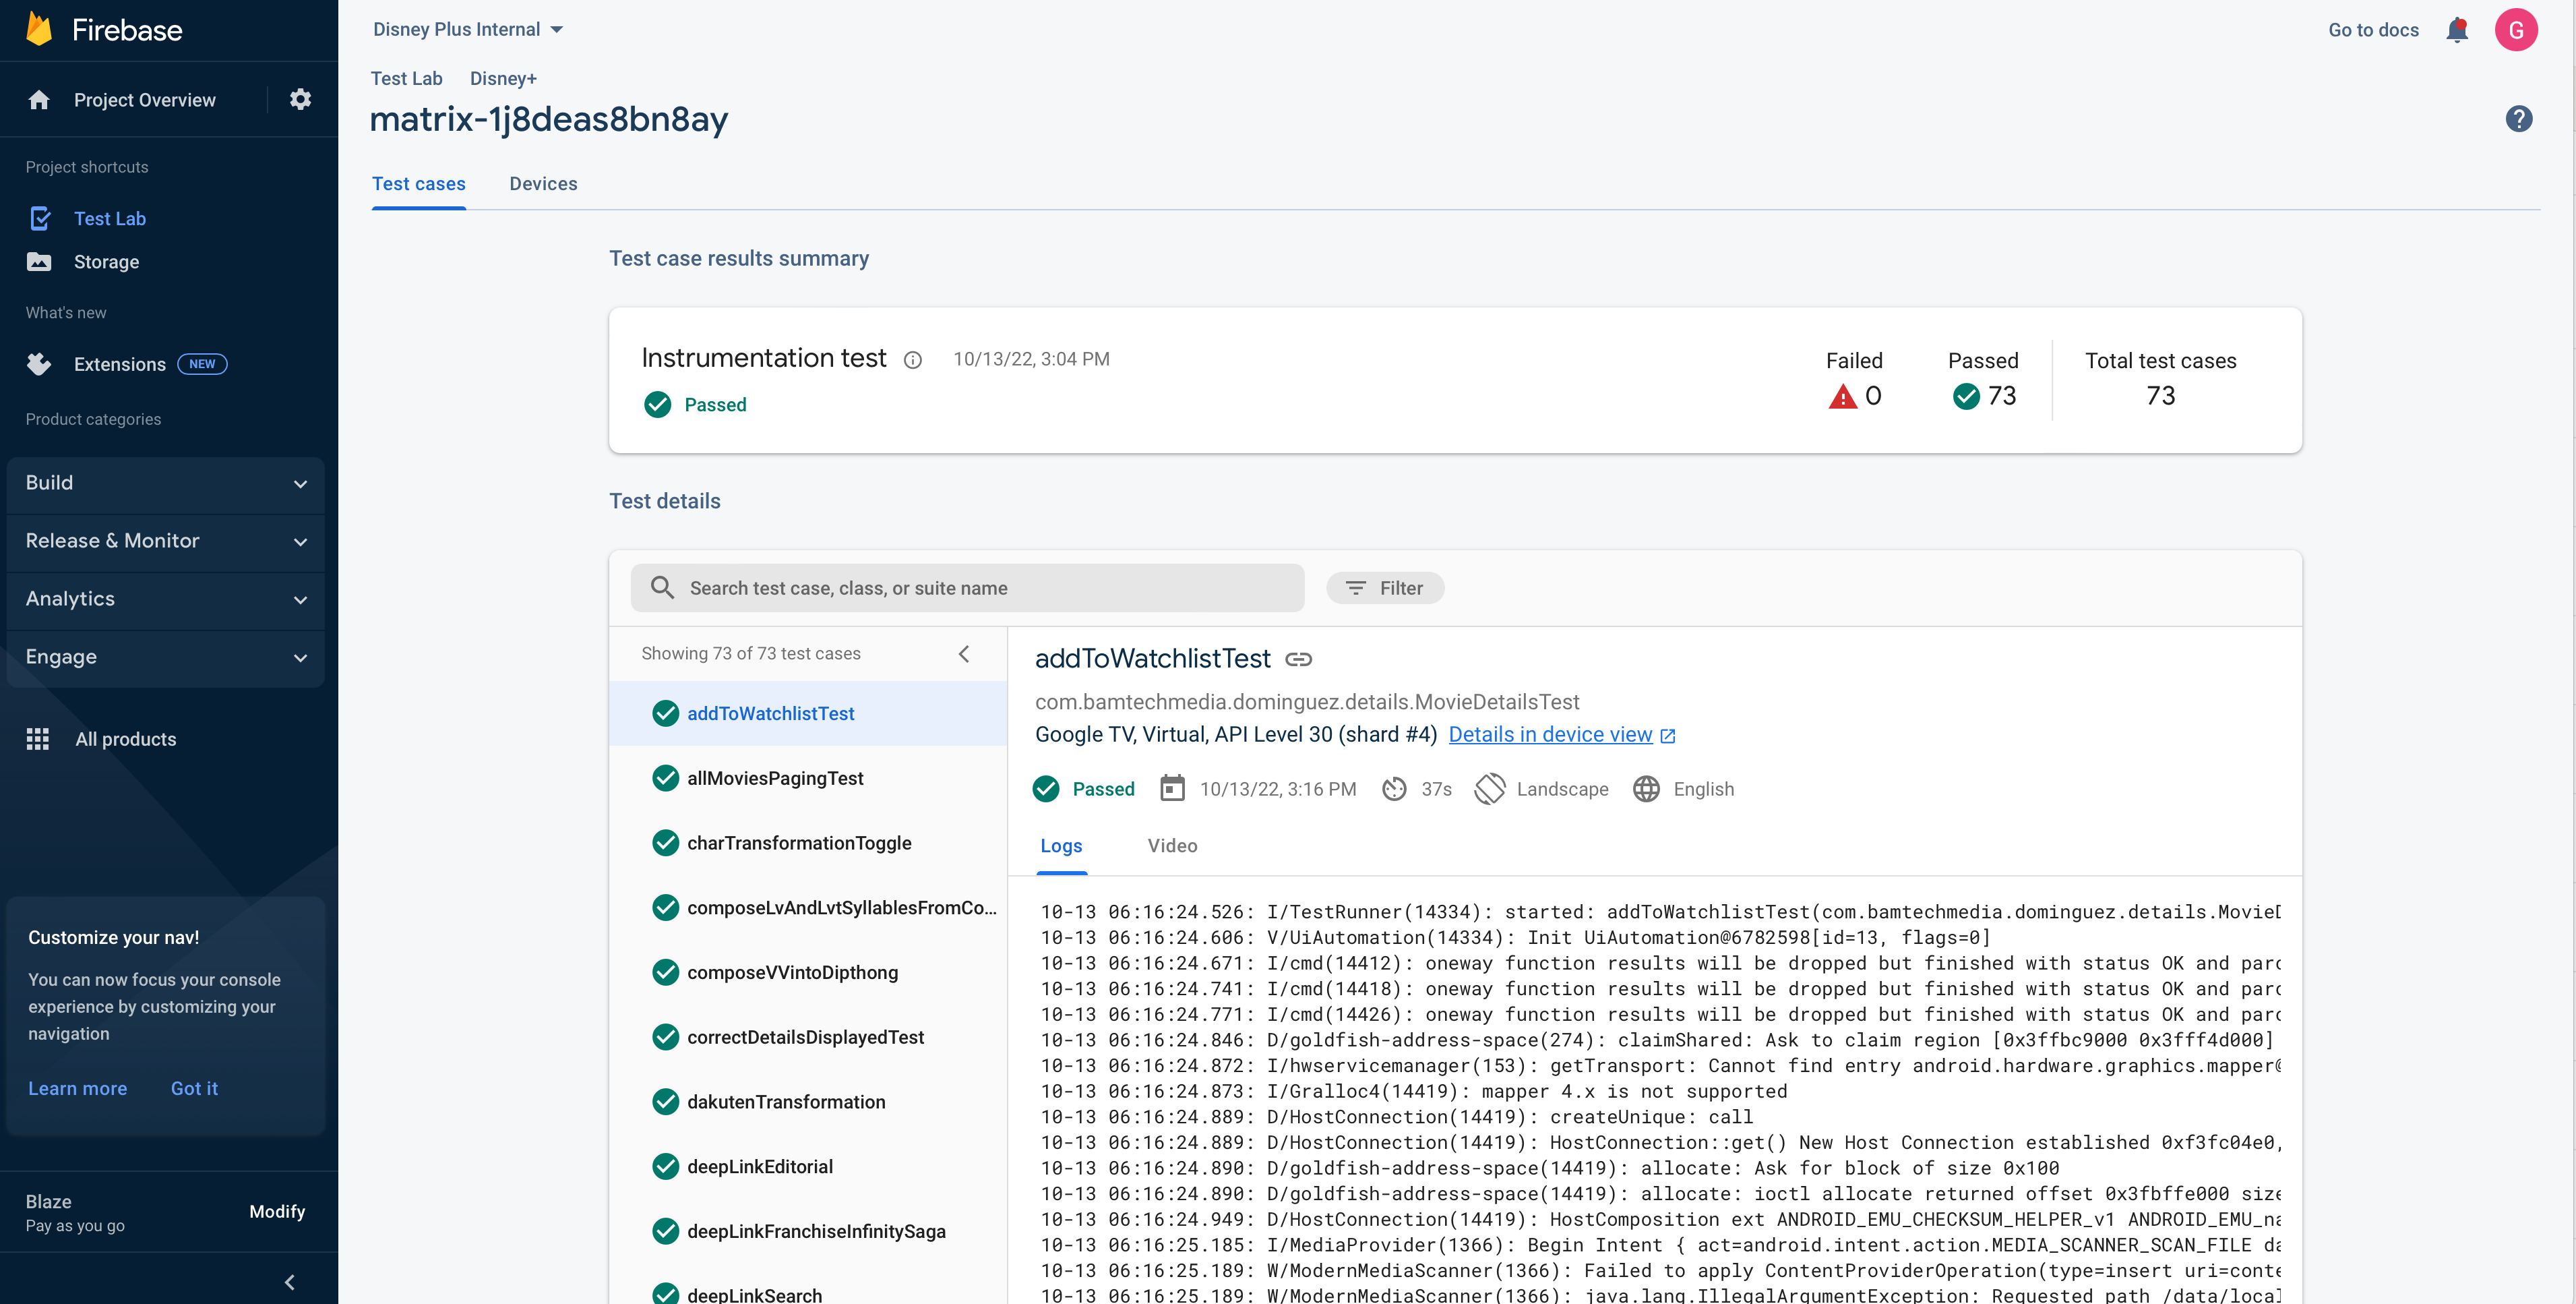 Firebase
Project Overview
Project shortcuts
Test Lab
Storage
What's new
Extensions NEW
Product categories
Build
Release & Monitor
Analytics
Engage
All products
Customize your nav!
You can now focus your console
experience by customizing your
navigation
Learn more Got it
Blaze
Pay as you go
Modify
Disney Plus Internal
Go to docs
G
Test Lab Disney+
matrix-1j8deas8bn8ay
Test cases Devices
Test case results summary
Instrumentation test 10/13/22, 3:04 PM
Passed
Failed
0
Passed
73
Total test cases
73
Test details
Search test case, class, or suite name
Filter
Showing 73 of 73 test cases
addToWatchlistTest
allMoviesPagingTest
charTransformationToggle
composeLvAndLvtSyllablesFromCo...
composeVVintoDipthong
correctDetailsDisplayedTest
dakutenTransformation
deepLinkEditorial
deepLinkFranchiseInfinitySaga
deepLinkSearch
addToWatchlistTest
com.bamtechmedia.dominguez.details.MovieDetailsTest
Google TV, Virtual, API Level 30 (shard #4) Details in device view
Passed 10/13/22, 3:16 PM 37s Landscape English
Logs Video
10-13 06:16:24.526: I/TestRunner(14334): started: addToWatchlistTest(com.bamtechmedia.dominguez.details.MovieD
10-13 06:16:24.606: V/UiAutomation(14334): Init UiAutomation@6782598[id=13, flags=0]
10-13 06:16:24.671: I/cmd(14412): oneway function results will be dropped but finished with status OK and parc
10-13 06:16:24.741: I/cmd(14418): oneway function results will be dropped but finished with status OK and parc
10-13 06:16:24.771: I/cmd(14426): oneway function results will be dropped but finished with status OK and parc
10-13 06:16:24.846: D/goldfish-address-space(274): claimShared: Ask to claim region [0x3ffbc9000 0x3fff4d000]
10-13 06:16:24.872: I/hwservicemanager(153): getTransport: Cannot find entry android.hardware.graphics.mapper@
10-13 06:16:24.873: I/Gralloc4(14419): mapper 4.x is not supported
10-13 06:16:24.889: D/HostConnection(14419): createUnique: call
10-13 06:16:24.889: D/HostConnection(14419): HostConnection::get() New Host Connection established 0xf3fc04e0,
10-13 06:16:24.890: D/goldfish-address-space(14419): allocate: Ask for block of size 0x100
10-13 06:16:24.890: D/goldfish-address-space(14419): allocate: ioctl allocate returned offset 0x3fbffe000 size
10-13 06:16:24.949: D/HostConnection(14419): HostComposition ext ANDROID_EMU_CHECKSUM_HELPER_v1 ANDROID_EMU_na
10-13 06:16:25.185: I/MediaProvider(1366): Begin Intent { act=android.intent.action.MEDIA_SCANNER_SCAN_FILE da
10-13 06:16:25.189: W/ModernMediaScanner(1366): Failed to apply ContentProviderOperation(type=insert uri=conte
10-13 06:16:25.189: W/ModernMediaScanner(1366): java.lang.IllegalArgumentException: Requested path /data/local